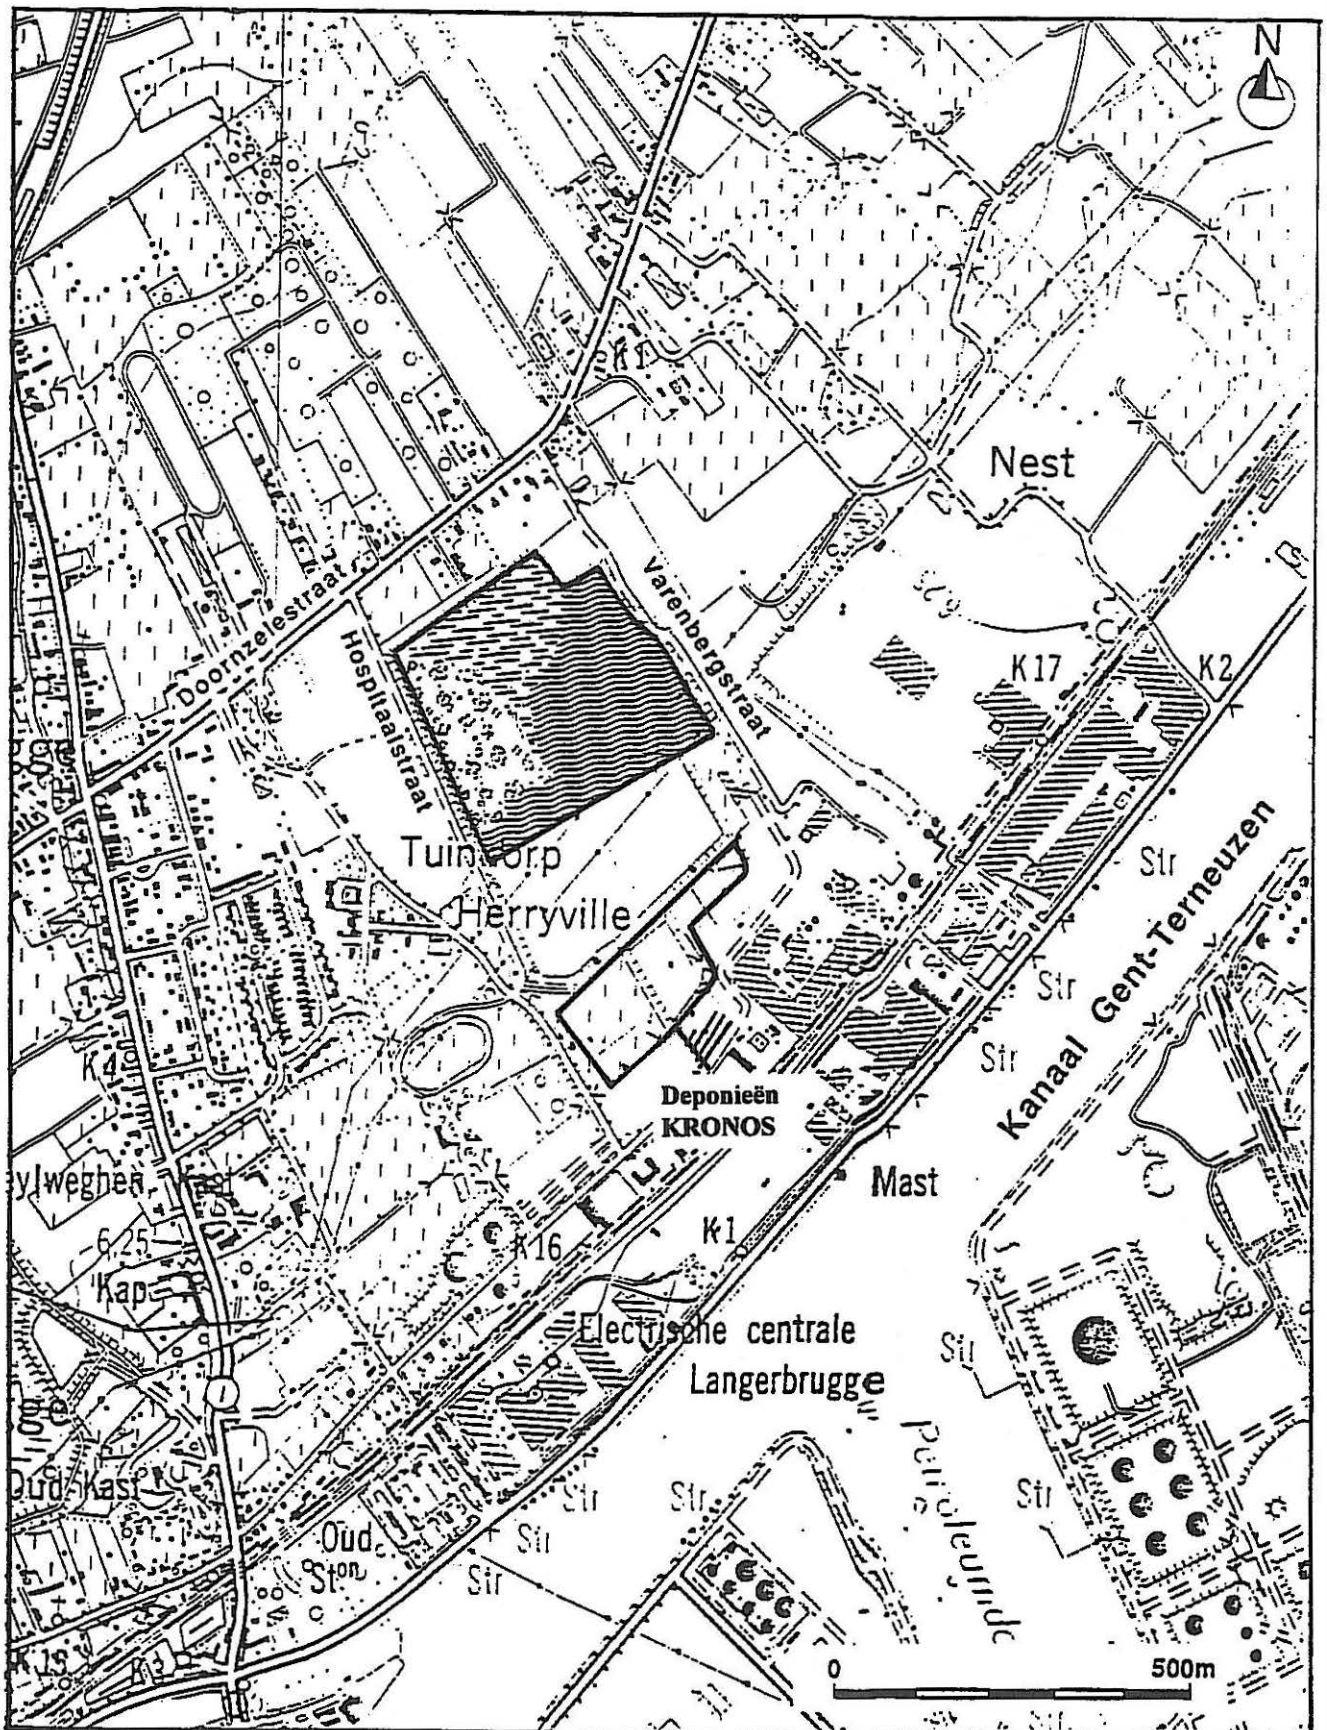 N
K1
Nest
Varenbergstraat
Doornzelestraat
Hospitaalstraat
K17
K2
Herryville
Str
Kanaal Gent-Terneuzen
Str
Str
K4
Deponieën
KRONOS
Mast
6.25
Kap
K16
K1
Electrische centrale
Langerbrugge
Str
Oud Kast
Str
Str
Str
Oud
Ston
Str
Str
K3
0
500m